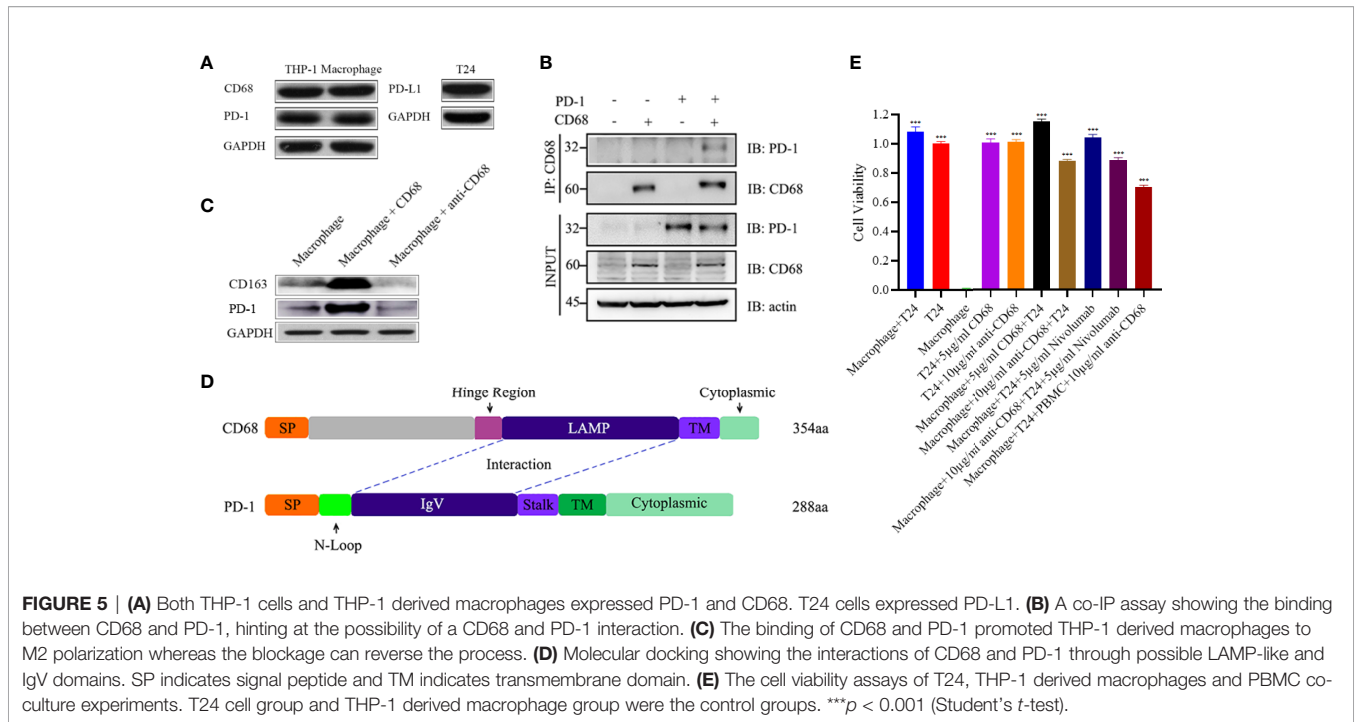 A
THP-1 Macrophage
T24
CD68
PD-L1
PD-1
GAPDH
GAPDH
B
PD-1 - - + +
CD68 - + - +
IP: CD68
32
IB: PD-1
60
IB: CD68
INPUT
32
IB: PD-1
60
IB: CD68
45
IB: actin
C
Macrophage
Macrophage + CD68
Macrophage + anti-CD68
CD163
PD-1
GAPDH
D
Hinge Region
Cytoplasmic
CD68 SP LAMP TM 354aa
Interaction
PD-1 SP IgV Stalk TM Cytoplasmic 288aa
N-Loop
E
Cell Viability
1.2
1.0
0.8
0.6
0.4
0.2
0.0
*** *** *** *** *** *** *** *** ***
Macrophage+T24
T24
Macrophage
T24+5μg/ml CD68
T24+10μg/ml anti-CD68
Macrophage+5μg/ml CD68+T24
Macrophage+10μg/ml anti-CD68+T24
Macrophage+T24+5μg/ml Nivolumab
Macrophage+10μg/ml anti-CD68+T24+5μg/ml Nivolumab
Macrophage+T24+PBMC+10μg/ml anti-CD68
FIGURE 5 | (A) Both THP-1 cells and THP-1 derived macrophages expressed PD-1 and CD68. T24 cells expressed PD-L1. (B) A co-IP assay showing the binding
between CD68 and PD-1, hinting at the possibility of a CD68 and PD-1 interaction. (C) The binding of CD68 and PD-1 promoted THP-1 derived macrophages to
M2 polarization whereas the blockage can reverse the process. (D) Molecular docking showing the interactions of CD68 and PD-1 through possible LAMP-like and
IgV domains. SP indicates signal peptide and TM indicates transmembrane domain. (E) The cell viability assays of T24, THP-1 derived macrophages and PBMC co-
culture experiments. T24 cell group and THP-1 derived macrophage group were the control groups. ***p < 0.001 (Student's t-test).